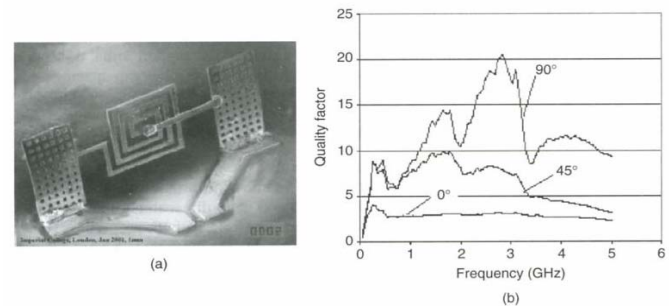 Imperial College, London, Jan 2001, 1mm
(a)
(b)
Quality factor
25
20
15
10
5
0
90°
45°
0°
0 1 2 3 4 5 6
Frequency (GHz)